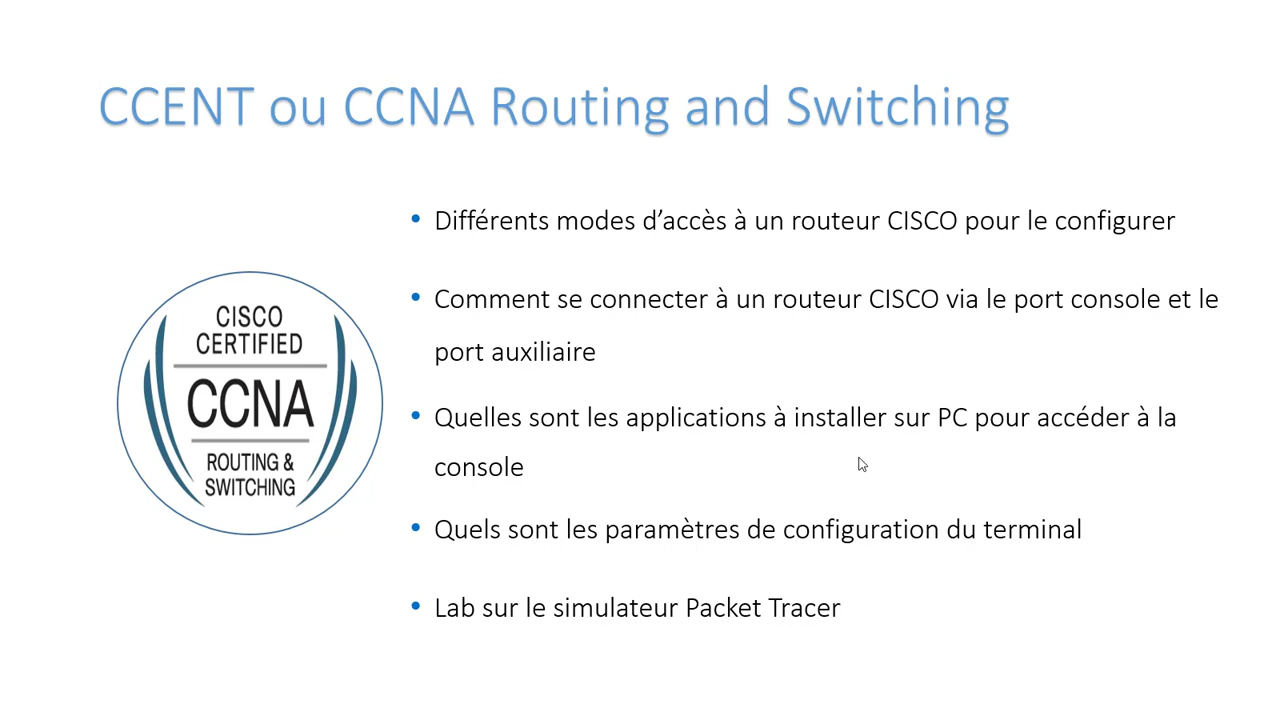 CCENT ou CCNA Routing and Switching
CISCO
CERTIFIED
CCNA
ROUTING &
SWITCHING
• Différents modes d’accès à un routeur CISCO pour le configurer
• Comment se connecter à un routeur CISCO via le port console et le
port auxiliaire
• Quelles sont les applications à installer sur PC pour accéder à la
console
• Quels sont les paramètres de configuration du terminal
• Lab sur le simulateur Packet Tracer